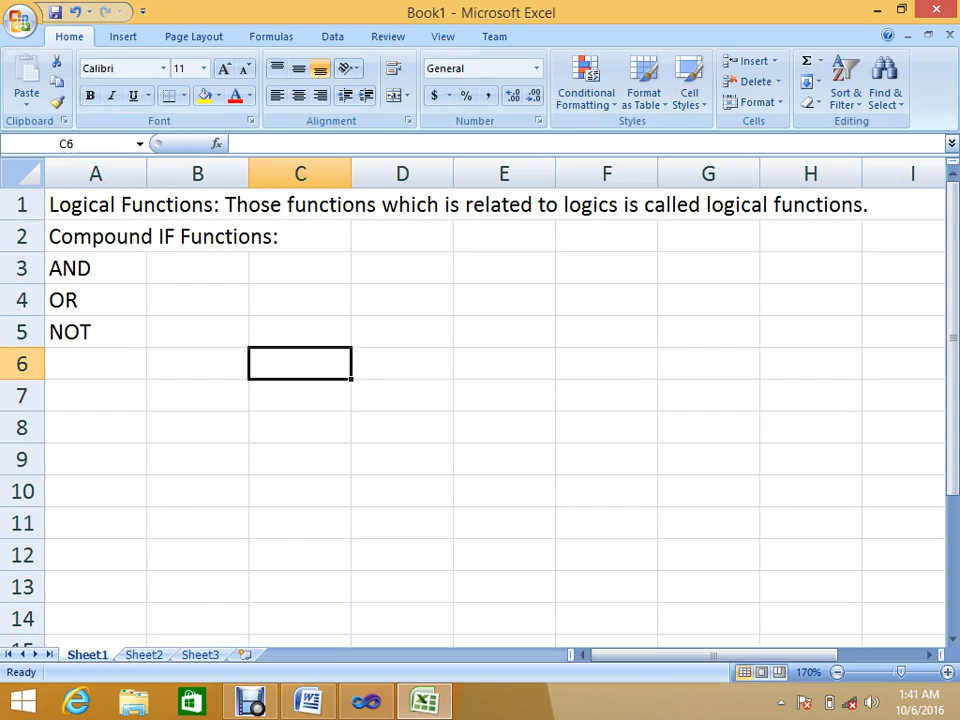 Book1 - Microsoft Excel
Home Insert Page Layout Formulas Data Review View Team
Paste
Calibri 11
B I U
General
$ % ,
Conditional Formatting
Format as Table
Cell Styles
Insert
Delete
Format
Σ
Sort & Filter
Find & Select
Clipboard Font Alignment Number Styles Cells Editing
C6 fx
A B C D E F G H I
1 Logical Functions: Those functions which is related to logics is called logical functions.
2 Compound IF Functions:
3 AND
4 OR
5 NOT
6
7
8
9
10
11
12
13
14
15
Sheet1 Sheet2 Sheet3
Ready 170%
1:41 AM
10/6/2016